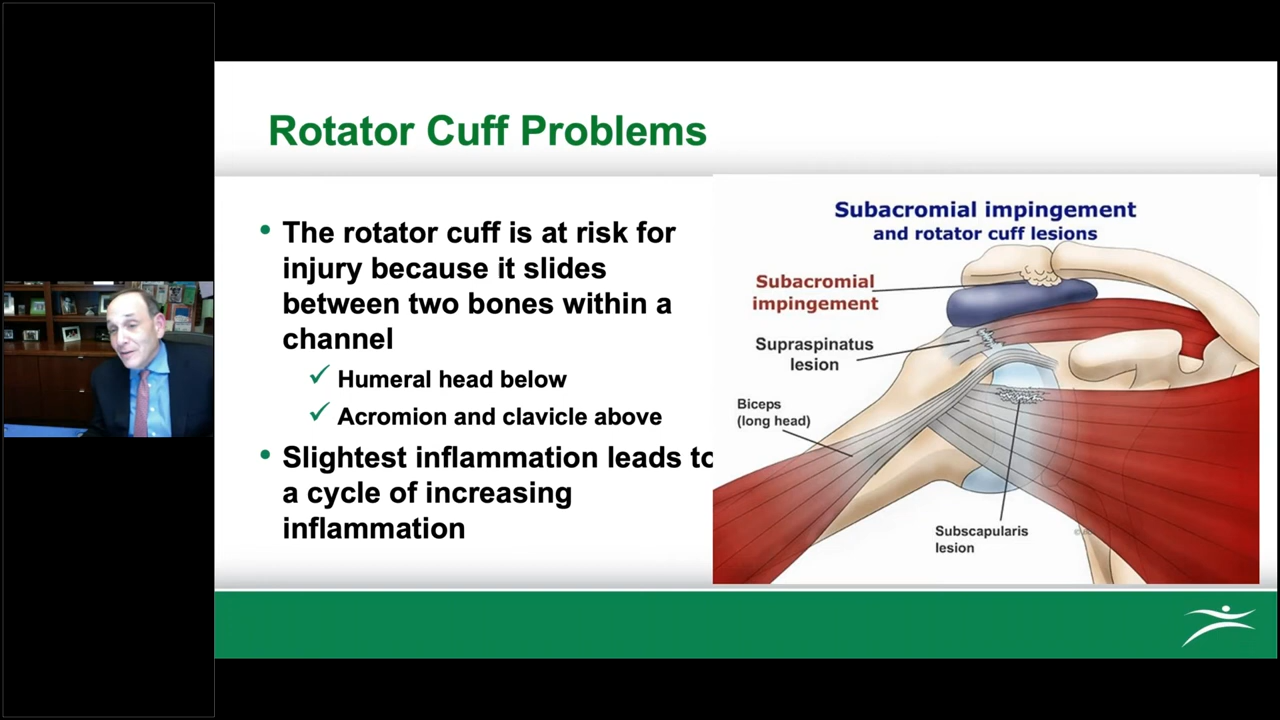 Rotator Cuff Problems
The rotator cuff is at risk for
injury because it slides
between two bones within a
channel
Humeral head below
Acromion and clavicle above
Slightest inflammation leads to
a cycle of increasing
inflammation
Subacromial impingement
and rotator cuff lesions
Subacromial
impingement
Supraspinatus
lesion
Biceps
(long head)
Subscapularis
lesion